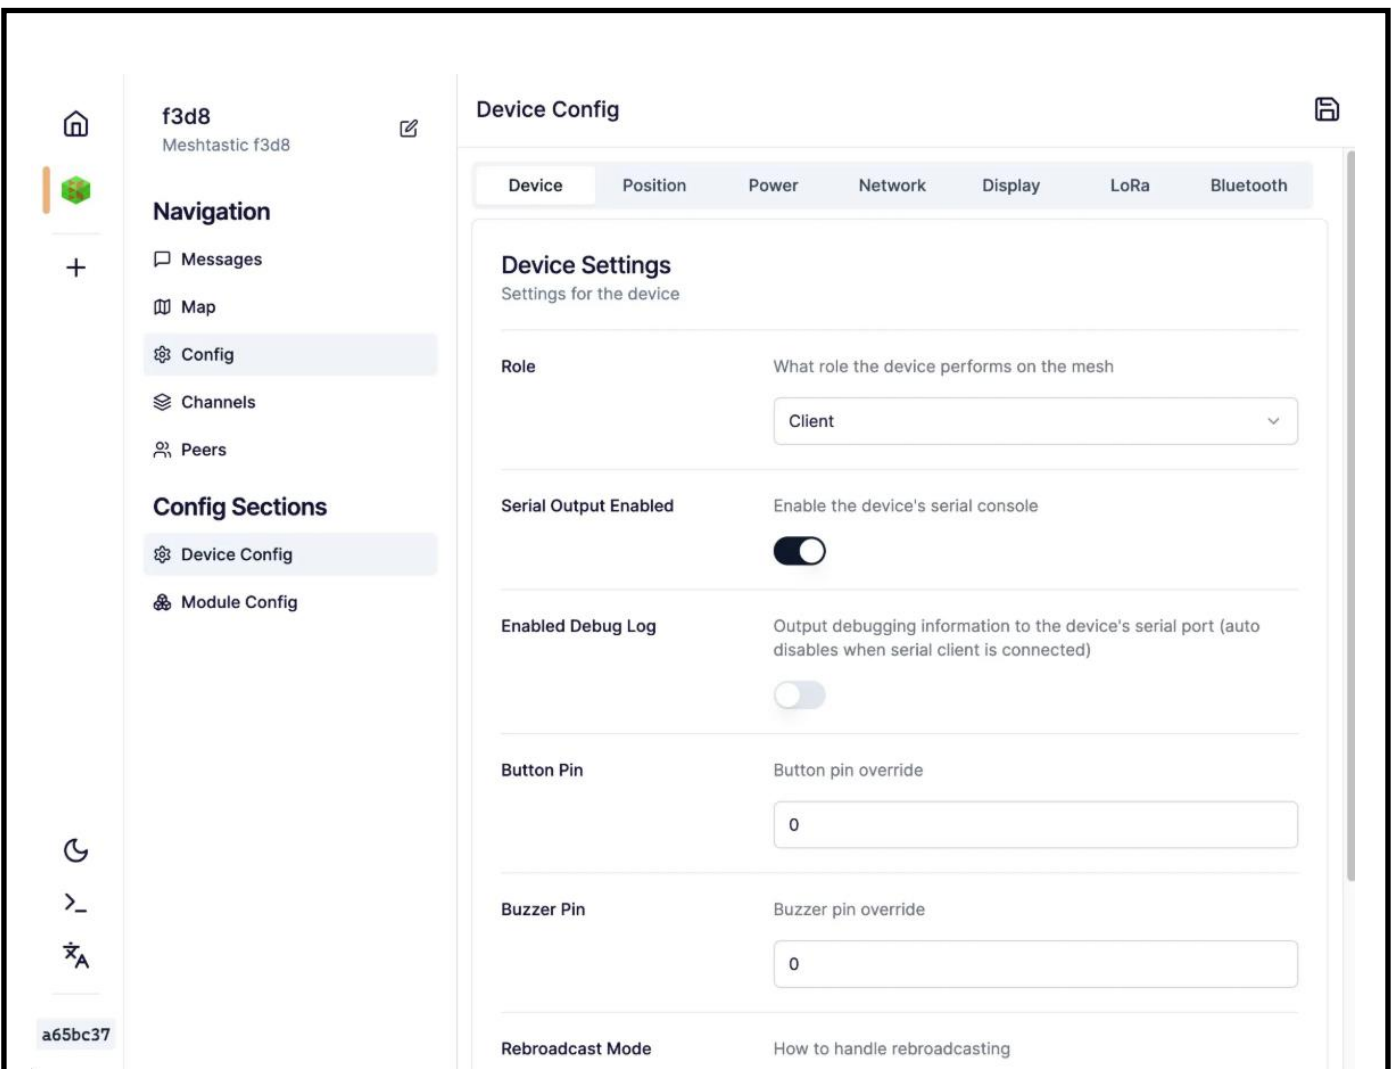 f3d8
Meshtastic f3d8
Navigation
Messages
Map
Config
Channels
Peers
Config Sections
Device Config
Module Config
>_
文A
a65bc37
Device Config
Device Position Power Network Display LoRa Bluetooth
Device Settings
Settings for the device
Role
What role the device performs on the mesh
Client
Serial Output Enabled
Enable the device's serial console
Enabled Debug Log
Output debugging information to the device's serial port (auto
disables when serial client is connected)
Button Pin
Button pin override
0
Buzzer Pin
Buzzer pin override
0
Rebroadcast Mode
How to handle rebroadcasting